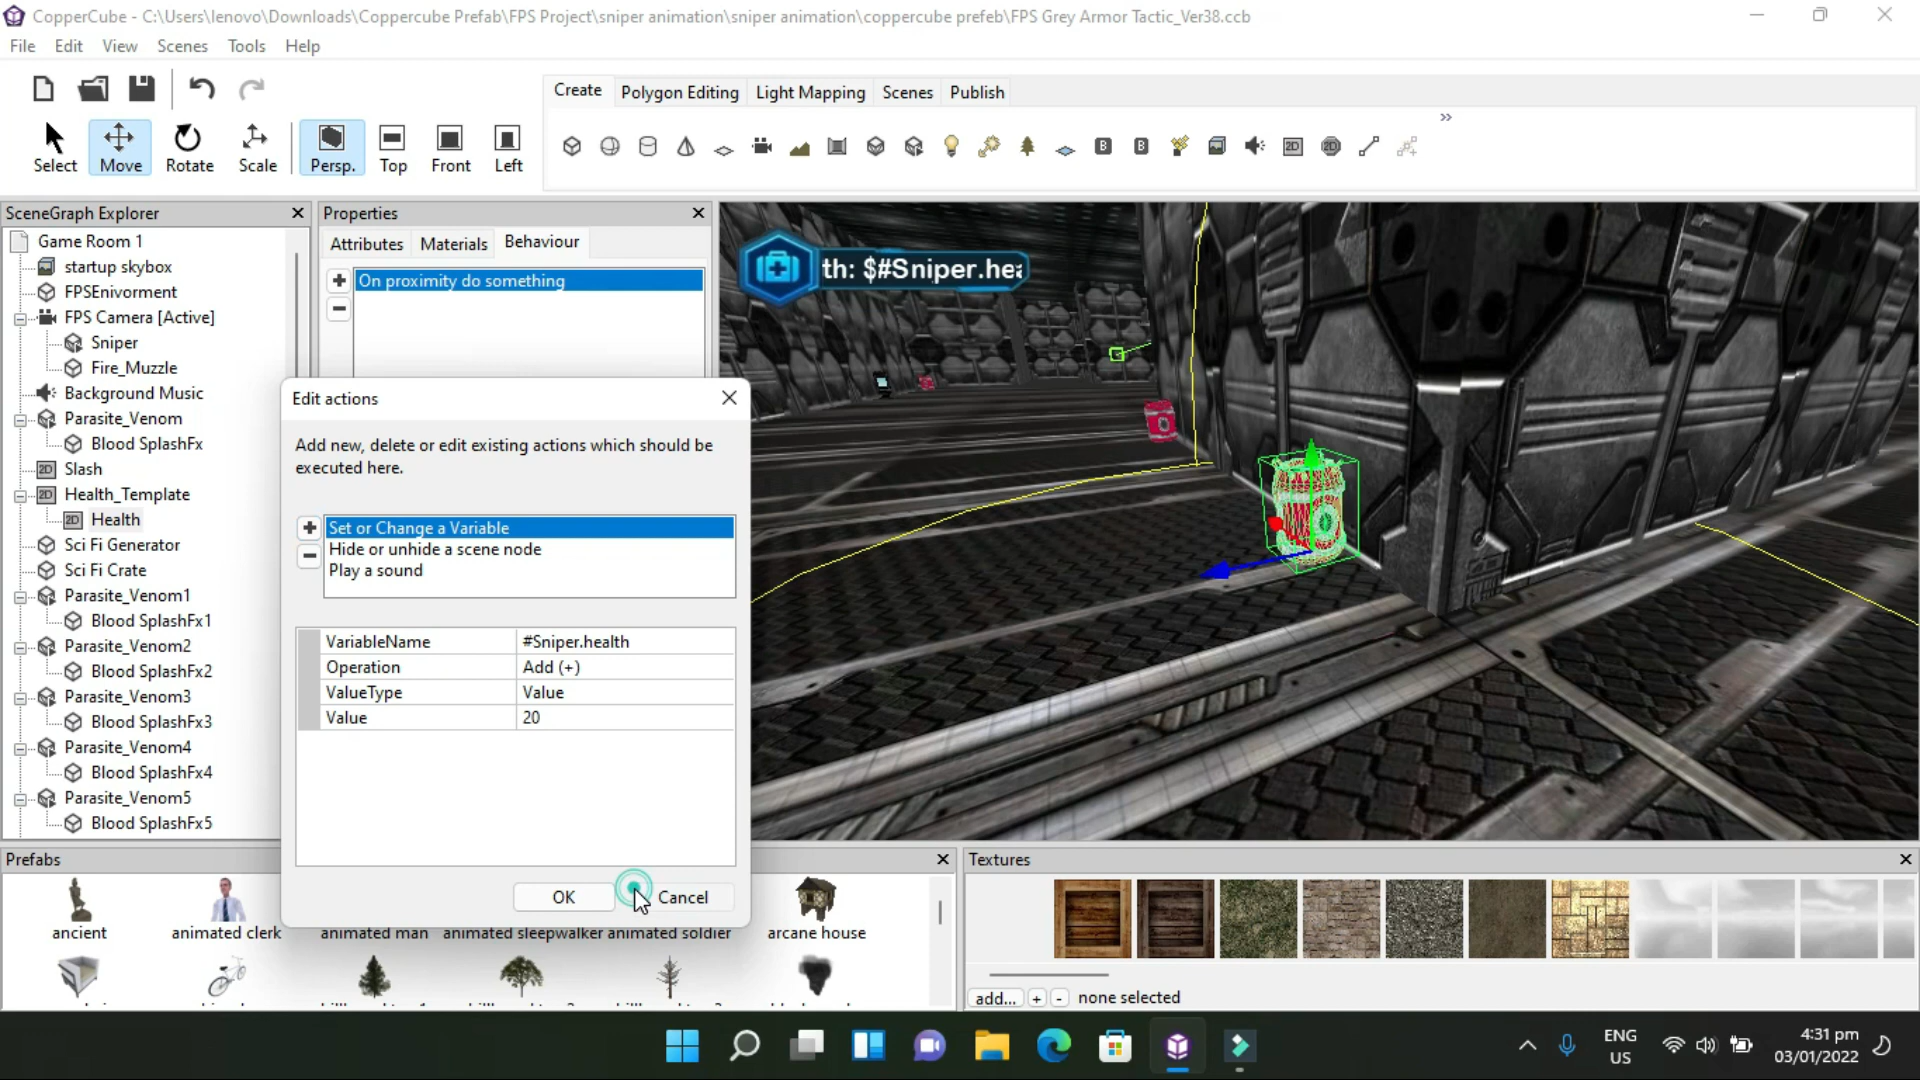 CopperCube - C:\Users\lenovo\Downloads\Coppercube Prefab\FPS Project\sniper animation\sniper animation\coppercube prefeb\FPS Grey Armor Tactic_Ver38.ccb
File Edit View Scenes Tools Help
Create Polygon Editing Light Mapping Scenes Publish
Select Move Rotate Scale Persp. Top Front Left
SceneGraph Explorer
Game Room 1
startup skybox
FPSEnivorment
FPS Camera [Active]
Sniper
Fire_Muzzle
Background Music
Parasite_Venom
Blood SplashFx
2D Slash
2D Health_Template
2D Health
Sci Fi Generator
Sci Fi Crate
Parasite_Venom1
Blood SplashFx1
Parasite_Venom2
Blood SplashFx2
Parasite_Venom3
Blood SplashFx3
Parasite_Venom4
Blood SplashFx4
Parasite_Venom5
Blood SplashFx5
Properties
Attributes Materials Behaviour
On proximity do something
th: $#Sniper.hea
Edit actions
Add new, delete or edit existing actions which should be
executed here.
Set or Change a Variable
Hide or unhide a scene node
Play a sound
VariableName #Sniper.health
Operation Add (+)
ValueType Value
Value 20
OK Cancel
Prefabs
ancient animated clerk animated man animated sleepwalker animated soldier arcane house
Textures
add... + - none selected
ENG
US
4:31 pm
03/01/2022